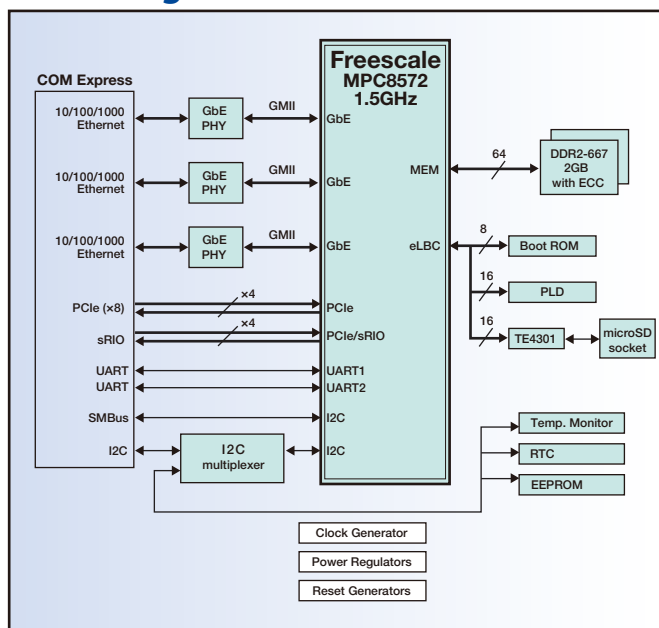 Freescale
MPC8572
1.5GHz
COM Express
10/100/1000
Ethernet
GbE
PHY
GMII
GbE
10/100/1000
Ethernet
GbE
PHY
GMII
GbE
10/100/1000
Ethernet
GbE
PHY
GMII
GbE
MEM
64
DDR2-667
2GB
with ECC
eLBC
8
Boot ROM
16
PLD
16
TE4301
microSD
socket
PCIe (×8)
×4
PCIe
sRIO
×4
PCIe/sRIO
UART
UART1
UART
UART2
SMBus
I2C
I2C
I2C
multiplexer
I2C
Temp. Monitor
RTC
EEPROM
Clock Generator
Power Regulators
Reset Generators